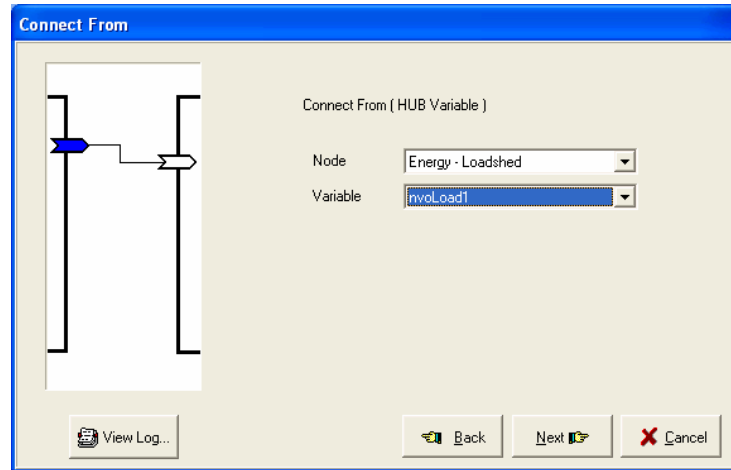 Connect From
Connect From ( HUB Variable )
Node Energy - Loadshed
Variable nvoLoad1
View Log... Back Next Cancel